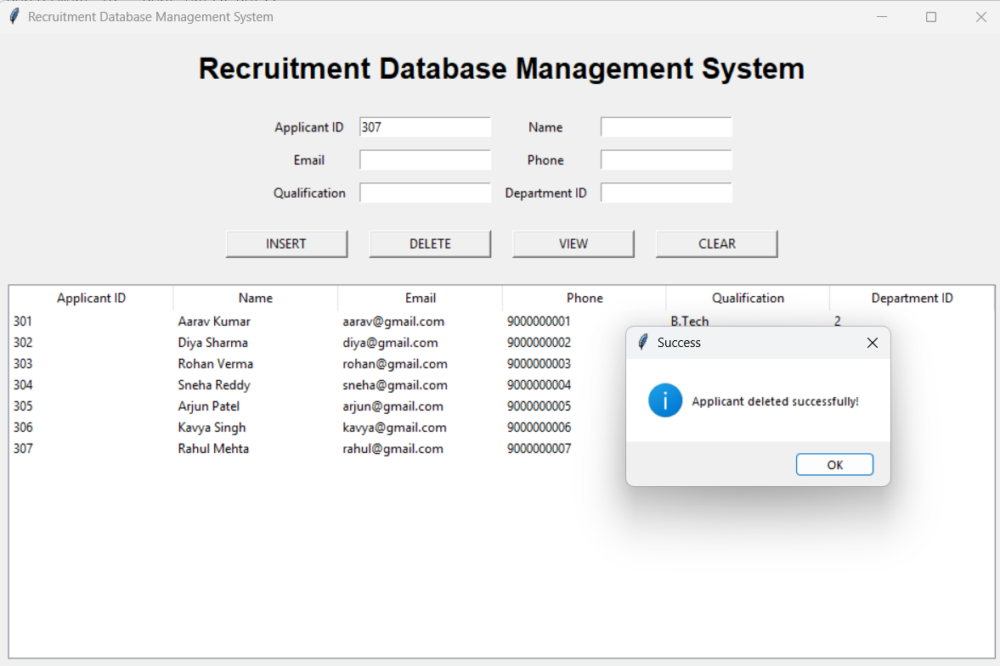 Recruitment Database Management System
Recruitment Database Management System
Applicant ID 307 Name
Email Phone
Qualification Department ID
INSERT DELETE VIEW CLEAR
Applicant ID Name Email Phone Qualification Department ID
301 Aarav Kumar aarav@gmail.com 9000000001 B.Tech 2
302 Diya Sharma diya@gmail.com 9000000002
303 Rohan Verma rohan@gmail.com 9000000003
304 Sneha Reddy sneha@gmail.com 9000000004
305 Arjun Patel arjun@gmail.com 9000000005
306 Kavya Singh kavya@gmail.com 9000000006
307 Rahul Mehta rahul@gmail.com 9000000007
Success
Applicant deleted successfully!
OK